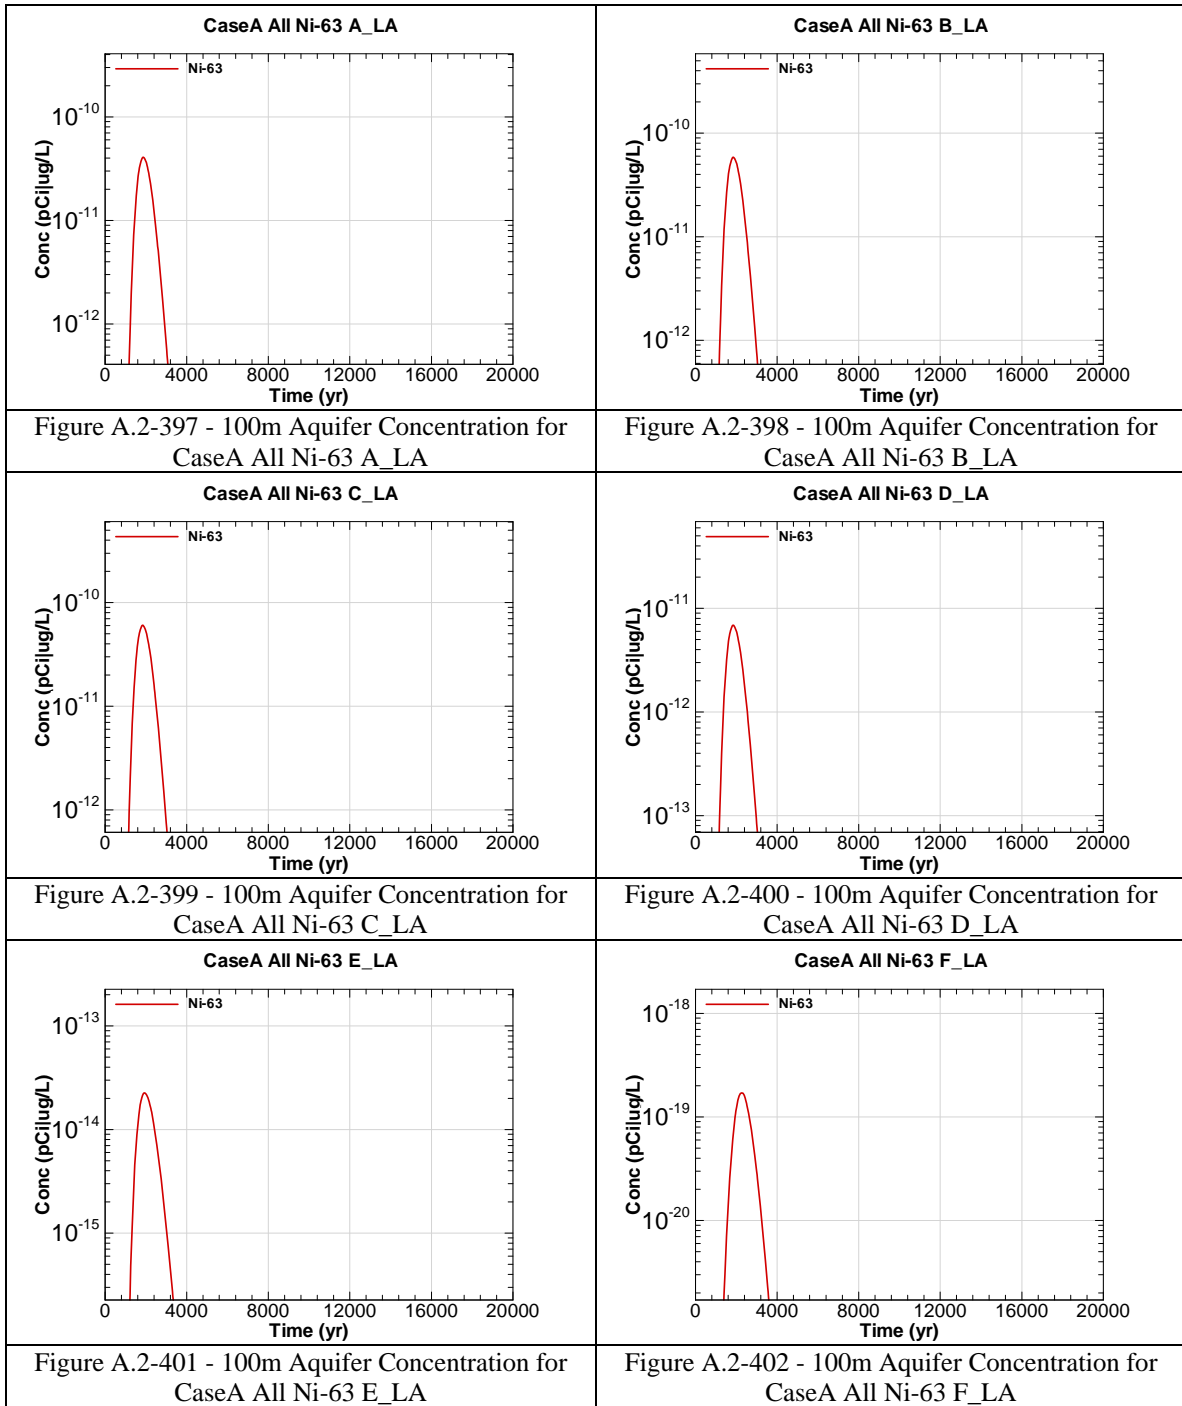 CaseA All Ni-63 A_LA
Ni-63
10-10
10-11
10-12
Conc (pCi|ug/L)
0 4000 8000 12000 16000 20000
Time (yr)
Figure A.2-397 - 100m Aquifer Concentration for
CaseA All Ni-63 A_LA
CaseA All Ni-63 B_LA
Ni-63
10-10
10-11
10-12
Conc (pCi|ug/L)
0 4000 8000 12000 16000 20000
Time (yr)
Figure A.2-398 - 100m Aquifer Concentration for
CaseA All Ni-63 B_LA
CaseA All Ni-63 C_LA
Ni-63
10-10
10-11
10-12
Conc (pCi|ug/L)
0 4000 8000 12000 16000 20000
Time (yr)
Figure A.2-399 - 100m Aquifer Concentration for
CaseA All Ni-63 C_LA
CaseA All Ni-63 D_LA
Ni-63
10-11
10-12
10-13
Conc (pCi|ug/L)
0 4000 8000 12000 16000 20000
Time (yr)
Figure A.2-400 - 100m Aquifer Concentration for
CaseA All Ni-63 D_LA
CaseA All Ni-63 E_LA
Ni-63
10-13
10-14
10-15
Conc (pCi|ug/L)
0 4000 8000 12000 16000 20000
Time (yr)
Figure A.2-401 - 100m Aquifer Concentration for
CaseA All Ni-63 E_LA
CaseA All Ni-63 F_LA
Ni-63
10-18
10-19
10-20
Conc (pCi|ug/L)
0 4000 8000 12000 16000 20000
Time (yr)
Figure A.2-402 - 100m Aquifer Concentration for
CaseA All Ni-63 F_LA